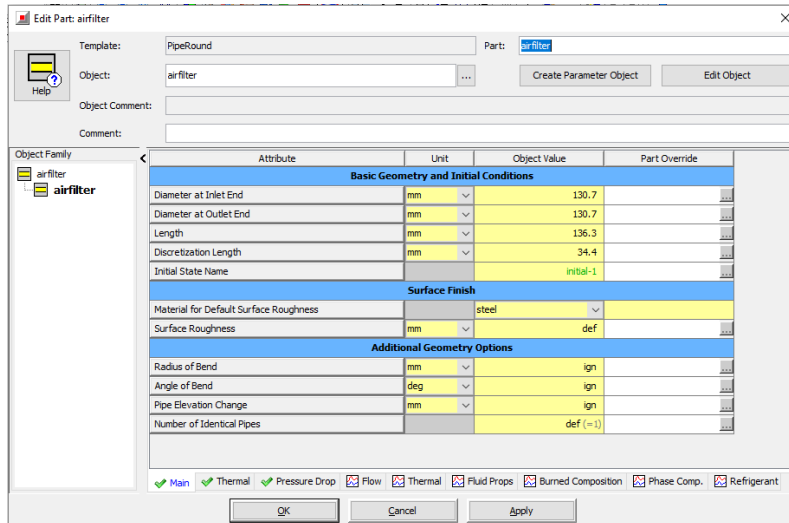 Edit Part: airfilter
Template: PipeRound Part: airfilter
Help
Object: airfilter ... Create Parameter Object Edit Object
Object Comment:
Comment:
Object Family
airfilter
airfilter
Attribute Unit Object Value Part Override
Basic Geometry and Initial Conditions
Diameter at Inlet End mm 130.7 ...
Diameter at Outlet End mm 130.7 ...
Length mm 136.3 ...
Discretization Length mm 34.4 ...
Initial State Name initial-1 ...
Surface Finish
Material for Default Surface Roughness steel
Surface Roughness mm def ...
Additional Geometry Options
Radius of Bend mm ign ...
Angle of Bend deg ign ...
Pipe Elevation Change mm ign ...
Number of Identical Pipes def (=1) ...
Main Thermal Pressure Drop Flow Thermal Fluid Props Burned Composition Phase Comp. Refrigerant
OK Cancel Apply